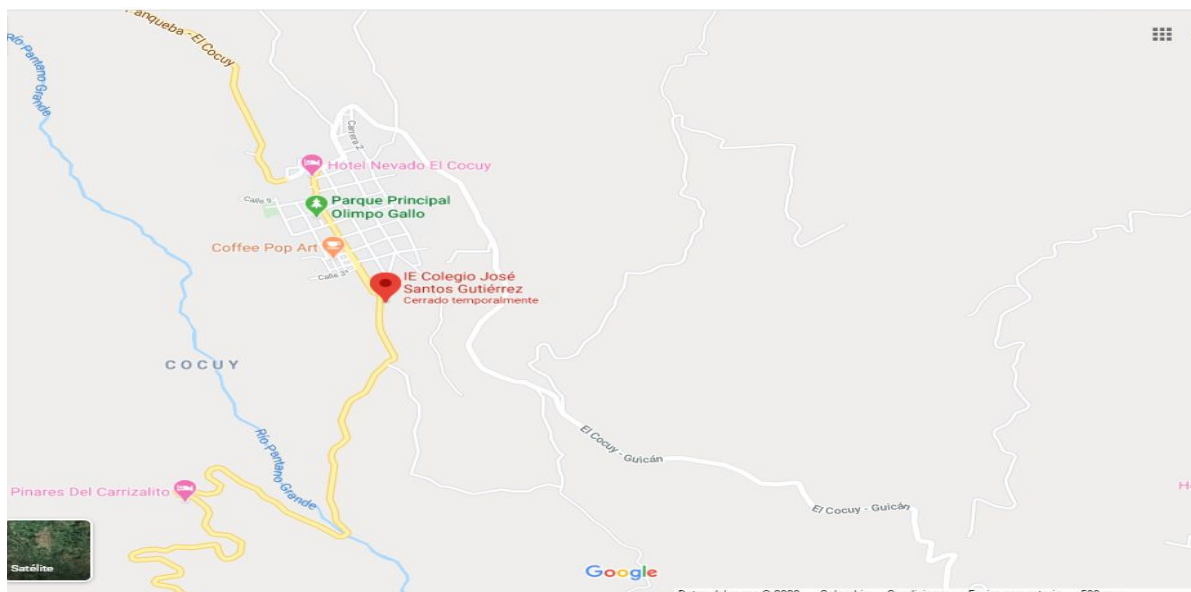 Panqueba - El Cocuy
Río Pantano Grande
Carrera 2
Hotel Nevado El Cocuy
Calle 9
Parque Principal
Olimpo Gallo
Coffee Pop Art
Calle 3
IE Colegio José
Santos Gutiérrez
Cerrado temporalmente
COCUY
El Cocuy - Guicán
Río Pantano Grande
Pinares Del Carrizalito
El Cocuy - Guicán
Satélite
Google